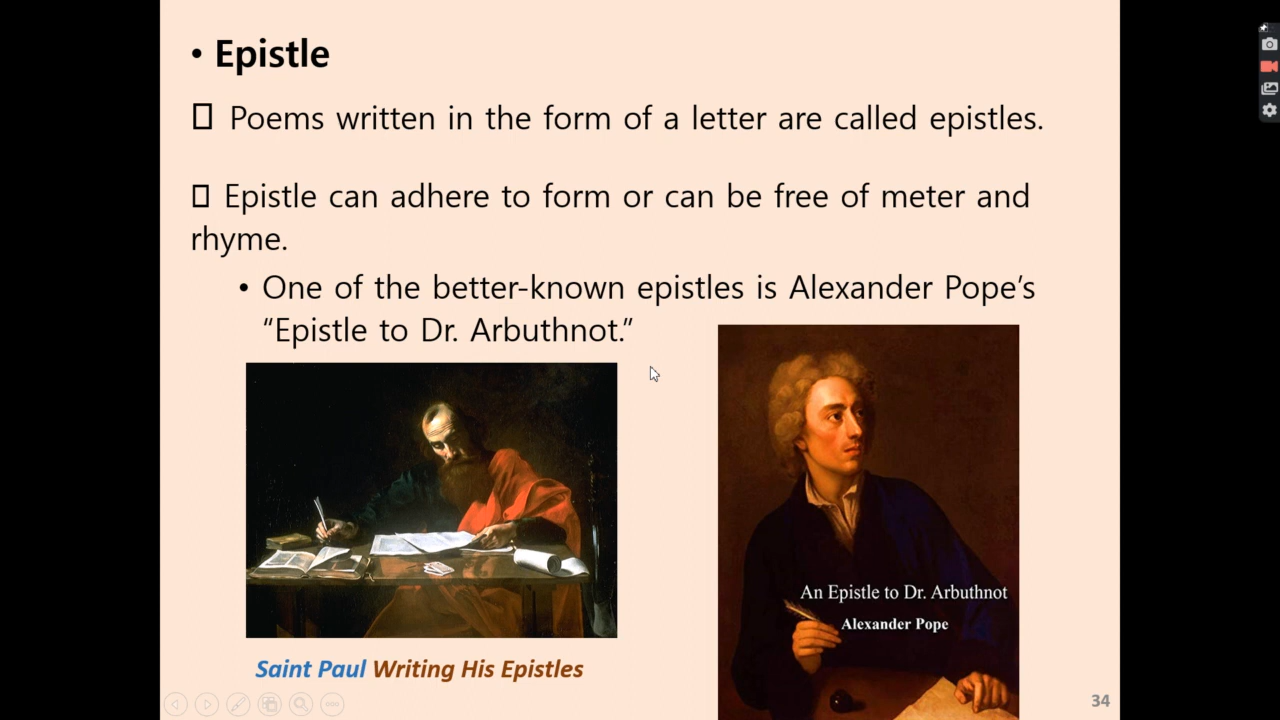 • Epistle
 Poems written in the form of a letter are called epistles.
 Epistle can adhere to form or can be free of meter and
rhyme.
• One of the better-known epistles is Alexander Pope’s
“Epistle to Dr. Arbuthnot.”
An Epistle to Dr. Arbuthnot
Alexander Pope
Saint Paul Writing His Epistles
34